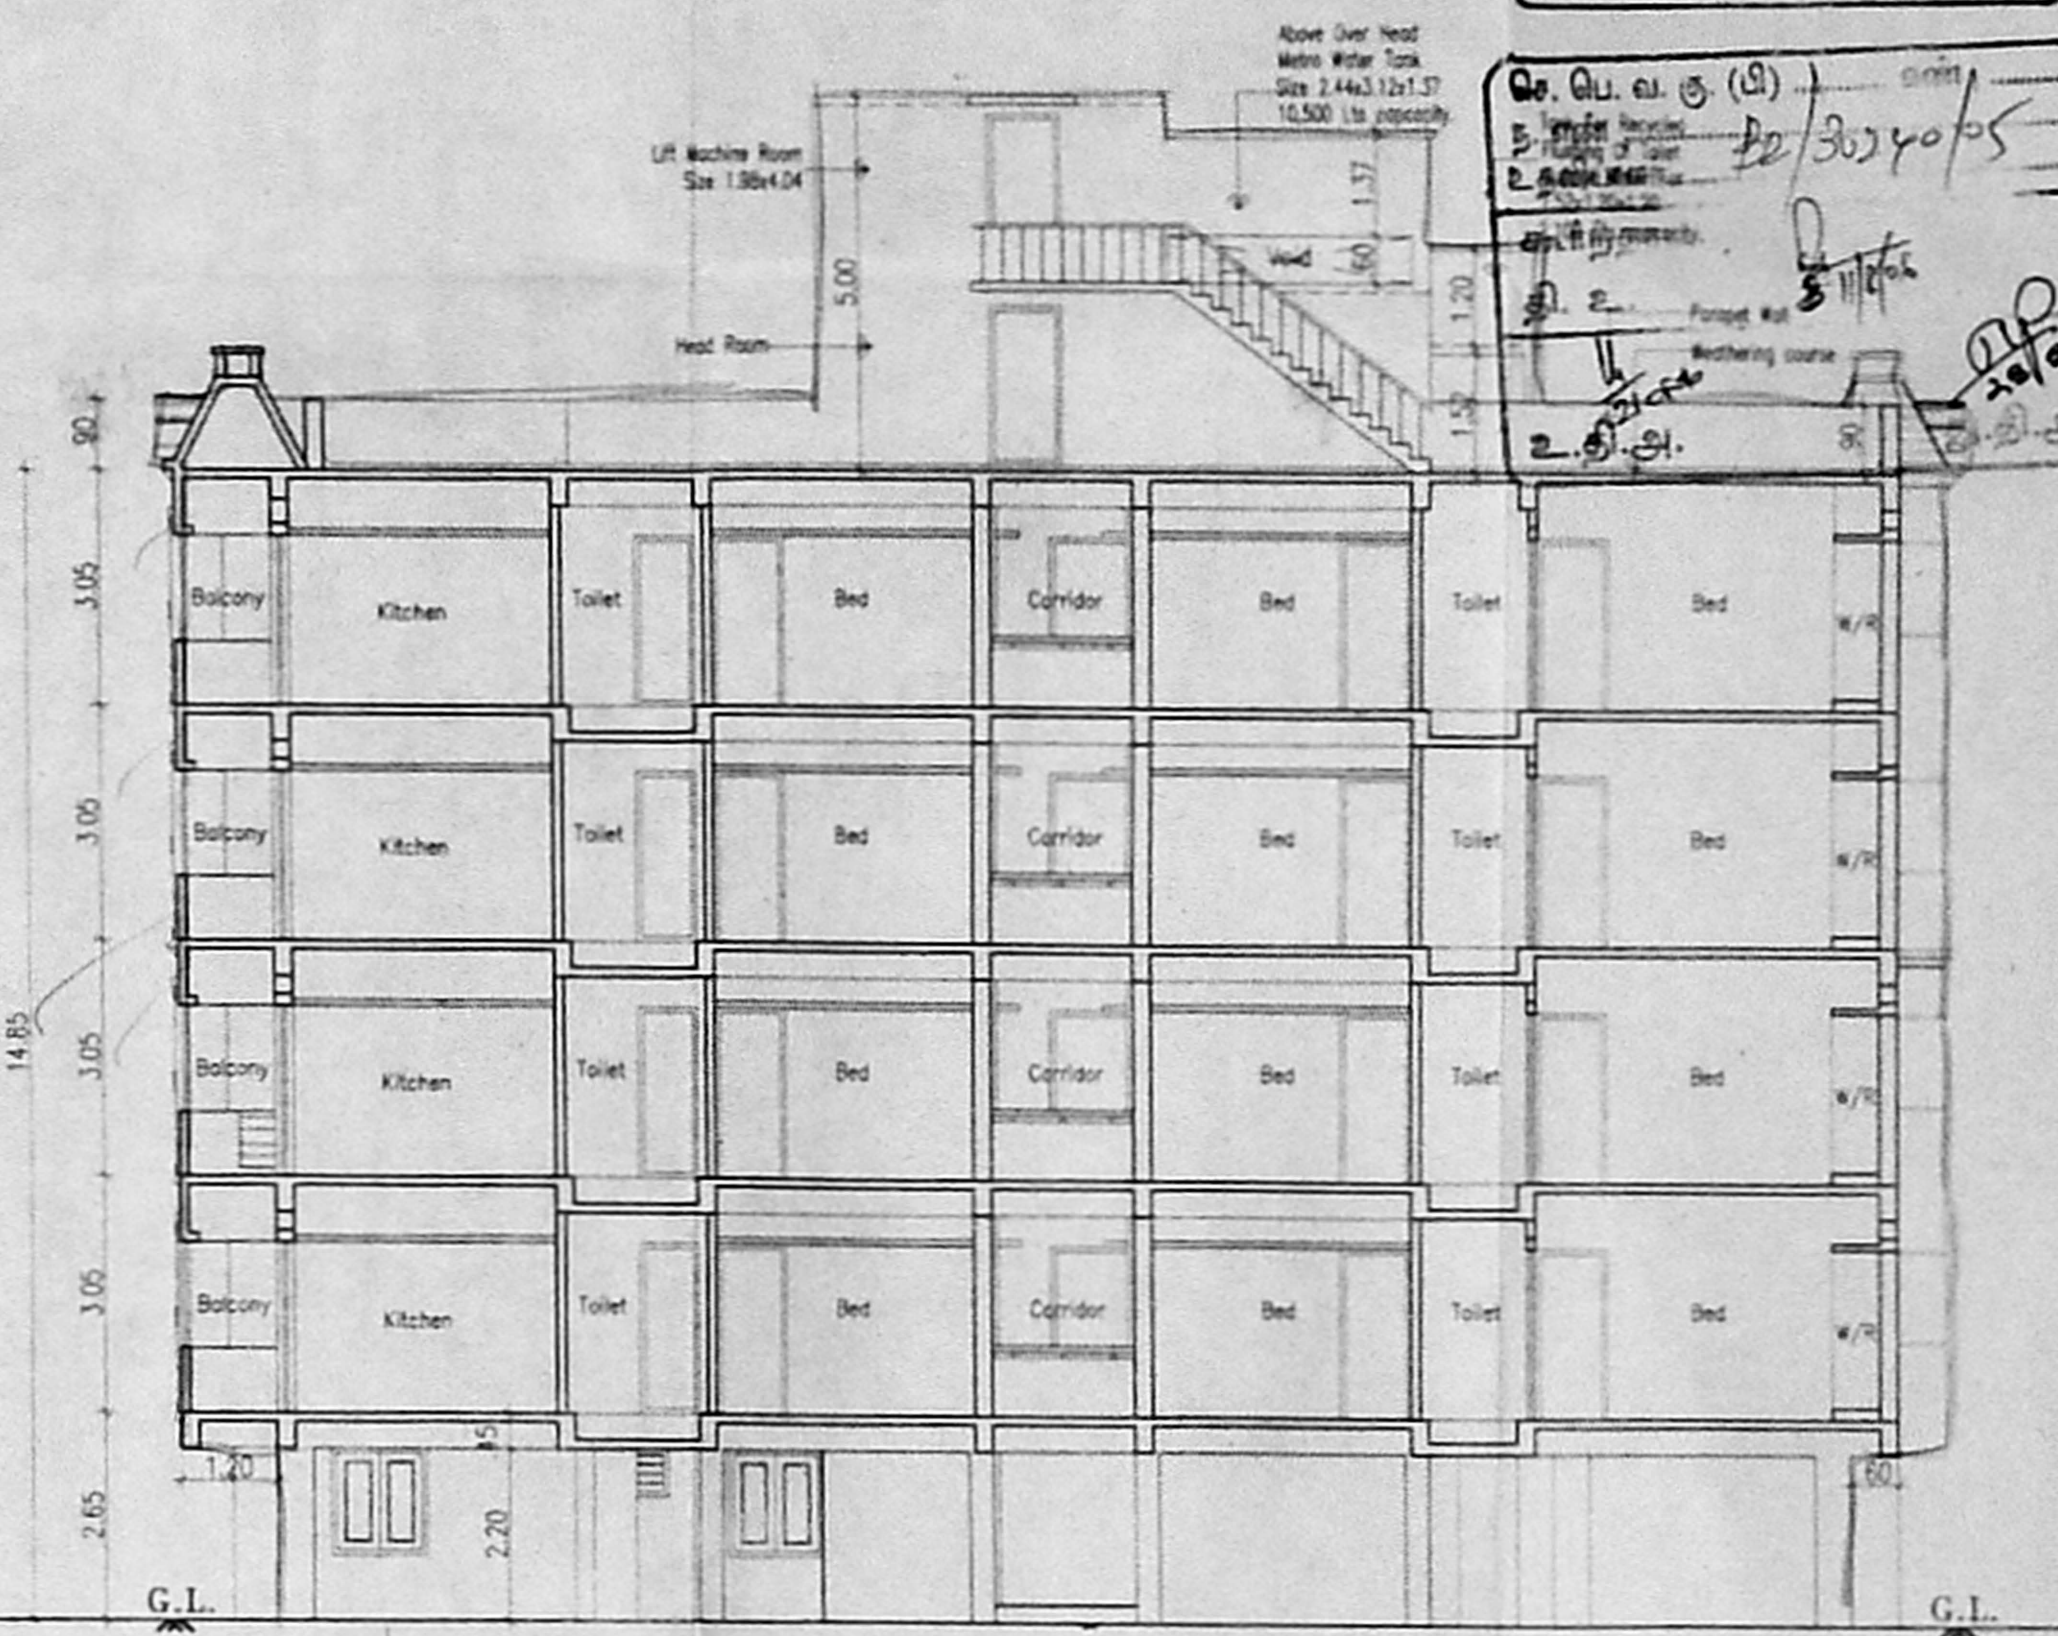 Above Over Head
Metro Water Tank
Size 2.44x3.12x1.37
10,500 Lts capacity
செ. பெ. வ. கு. (பி)
எண்
B2/30240/05
Lift Machine Room
Size 1.98x4.04
1.37
Void
.60
5.00
1.20
Parapet Wall
Head Room
Weathering course
உ.தி.அ.
90
3.05
Balcony
Kitchen
Toilet
Bed
Corridor
Bed
Toilet
Bed
W/R
3.05
Balcony
Kitchen
Toilet
Bed
Corridor
Bed
Toilet
Bed
W/R
14.85
3.05
Balcony
Kitchen
Toilet
Bed
Corridor
Bed
Toilet
Bed
W/R
3.05
Balcony
Kitchen
Toilet
Bed
Corridor
Bed
Toilet
Bed
W/R
1.20
45
60
2.65
2.20
G.L.
G.L.